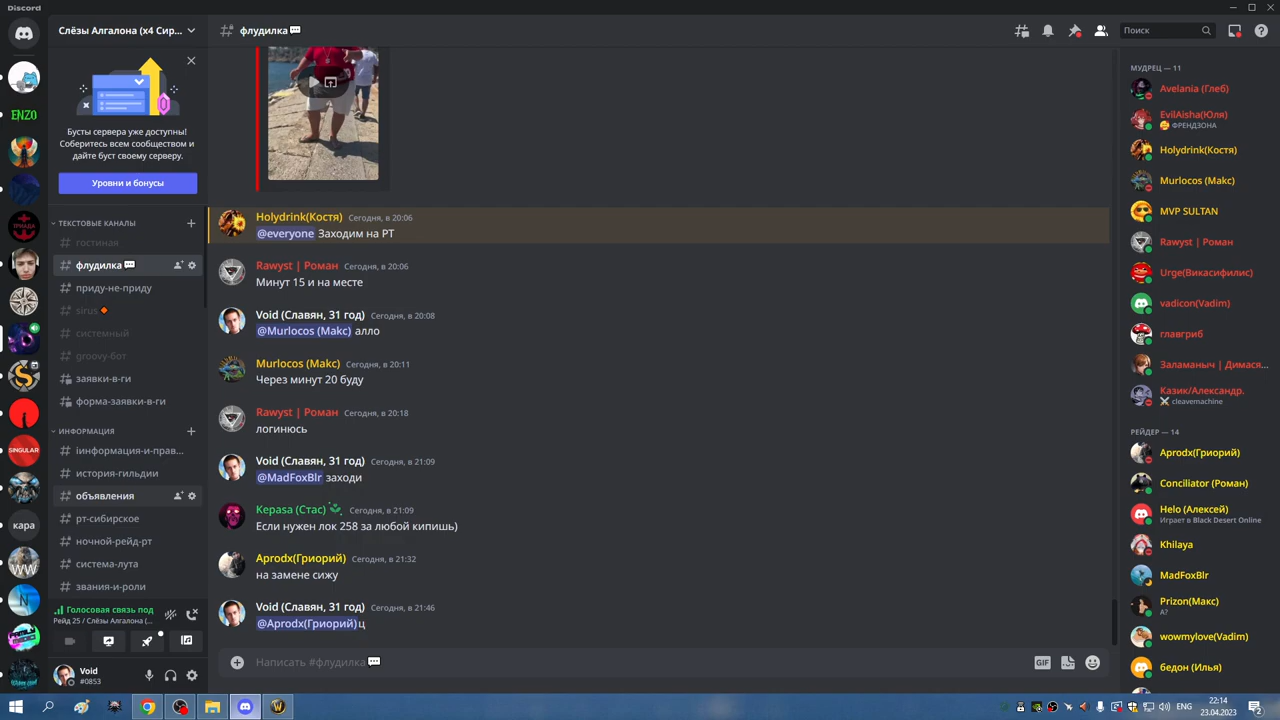 Discord
Слёзы Алгалона (x4 Сир...
Бусты сервера уже доступны!
Соберитесь всем сообществом и
дайте буст своему серверу.
Уровни и бонусы
ТЕКСТОВЫЕ КАНАЛЫ
гостиная
флудилка
приду-не-приду
sirus
системный
groovy-бот
заявки-в-ги
форма-заявки-в-ги
ИНФОРМАЦИЯ
інформация-и-прав...
история-гильдии
объявления
рт-сибирское
ночной-рейд-рт
система-лута
звания-и-роли
Голосовая связь под
Рейд 25 / Слёзы Алгалона (...
Void
#0853
ENZO
ТРИАДА
SINGULAR
кара
WW
флудилка
Поиск
Holydrink(Костя) Сегодня, в 20:06
@everyone Заходим на РТ
Rawyst | Роман Сегодня, в 20:06
Минут 15 и на месте
Void (Славян, 31 год) Сегодня, в 20:08
@Murlocos (Макс) алло
Murlocos (Макс) Сегодня, в 20:11
Через минут 20 буду
Rawyst | Роман Сегодня, в 20:18
логинюсь
Void (Славян, 31 год) Сегодня, в 21:09
@MadFoxBlr заходи
Kepasa (Стас) Сегодня, в 21:09
Если нужен лок 258 за любой кипишь)
Aprodx(Гриорий) Сегодня, в 21:32
на замене сижу
Void (Славян, 31 год) Сегодня, в 21:46
@Aprodx(Гриорий) ц
Написать #флудилка
GIF
МУДРЕЦ — 11
Avelania (Глеб)
EvilAisha(Юля)
ФРЕНДЗОНА
Holydrink(Костя)
Murlocos (Макс)
MVP SULTAN
Rawyst | Роман
Urge(Викасифилис)
vadicon(Vadim)
главгриб
Заламаныч | Димася...
Казик/Александр.
cleavemachine
РЕЙДЕР — 14
Aprodx(Гриорий)
Conciliator (Роман)
Helo (Алексей)
Играет в Black Desert Online
Khilaya
MadFoxBlr
Prizon(Макс)
А?
wowmylove(Vadim)
бедон (Илья)
ENG
22:14
23.04.2023
2